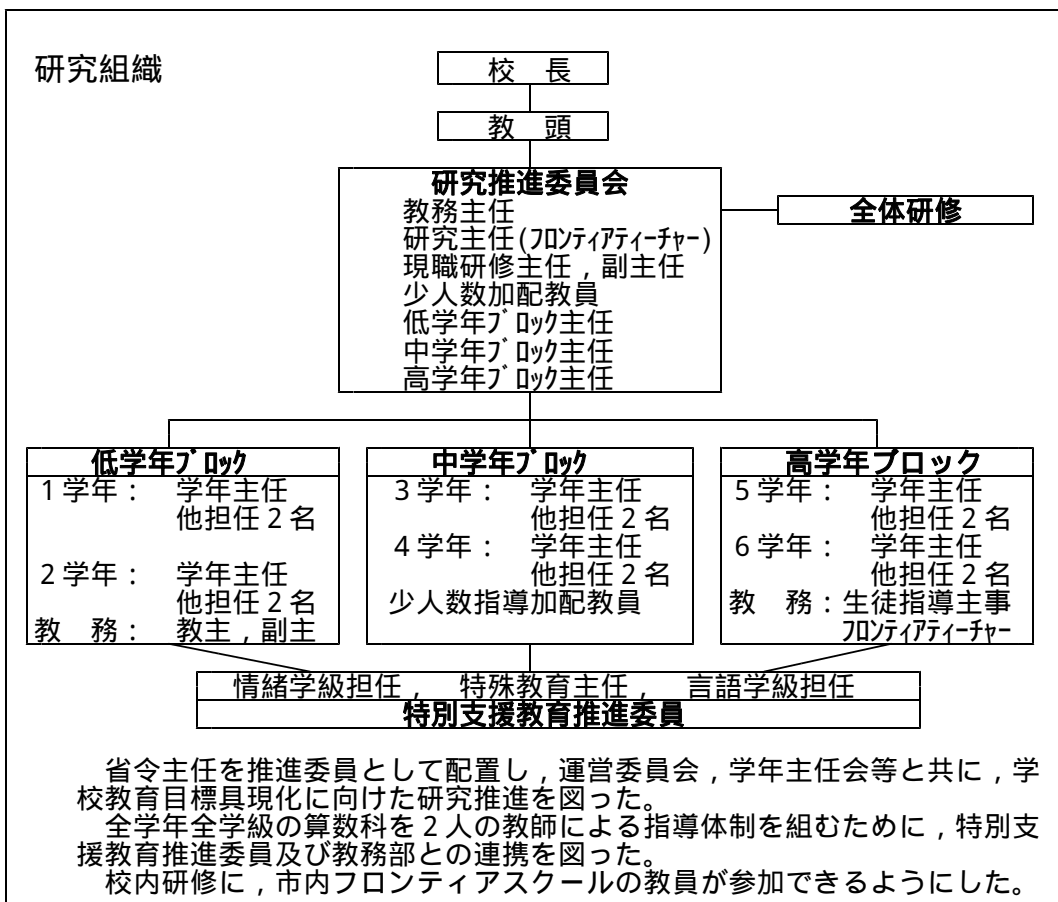 研究組織
校　長
教　頭
研究推進委員会
教務主任
研究主任(ﾌﾛﾝﾃｨｱﾃｨｰﾁｬｰ)
現職研修主任，副主任
少人数加配教員
低学年ﾌﾞﾛｯｸ主任
中学年ﾌﾞﾛｯｸ主任
高学年ﾌﾞﾛｯｸ主任
全体研修
低学年ﾌﾞﾛｯｸ
１学年：　学年主任
他担任２名
２学年：　学年主任
他担任２名
教　務：　教主，副主
中学年ﾌﾞﾛｯｸ
３学年：　学年主任
他担任２名
４学年：　学年主任
他担任２名
少人数指導加配教員
高学年ブロック
５学年：　学年主任
他担任２名
６学年：　学年主任
他担任２名
教　務：生徒指導主事
ﾌﾛﾝﾃｨｱﾃｨｰﾁｬｰ
情緒学級担任，　特殊教育主任，　言語学級担任
特別支援教育推進委員
省令主任を推進委員として配置し，運営委員会，学年主任会等と共に，学
校教育目標具現化に向けた研究推進を図った。
全学年全学級の算数科を２人の教師による指導体制を組むために，特別支
援教育推進委員及び教務部との連携を図った。
校内研修に，市内フロンティアスクールの教員が参加できるようにした。